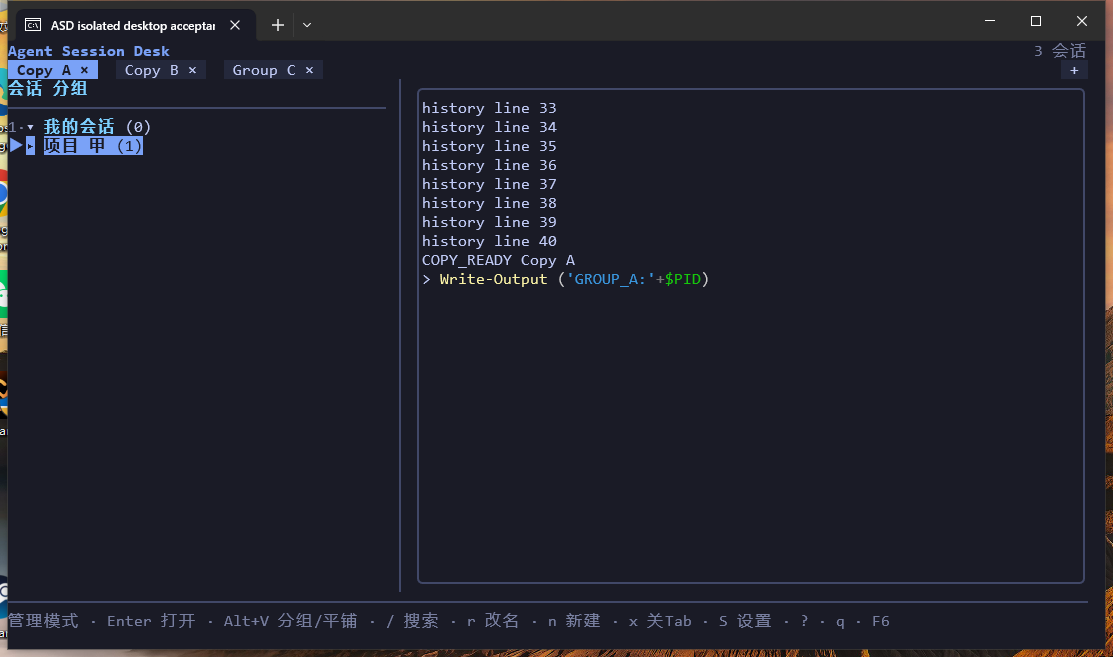 ASD isolated desktop acceptar
Agent Session Desk 3 会话
Copy A × Copy B × Group C × +
会话 分组
1·▾ 我的会话 (0)
▶▸ 项目 甲 (1)
history line 33
history line 34
history line 35
history line 36
history line 37
history line 38
history line 39
history line 40
COPY_READY Copy A
> Write-Output ('GROUP_A:'+$PID)
管理模式 · Enter 打开 · Alt+V 分组/平铺 · / 搜索 · r 改名 · n 新建 · x 关Tab · S 设置 · ? · q · F6